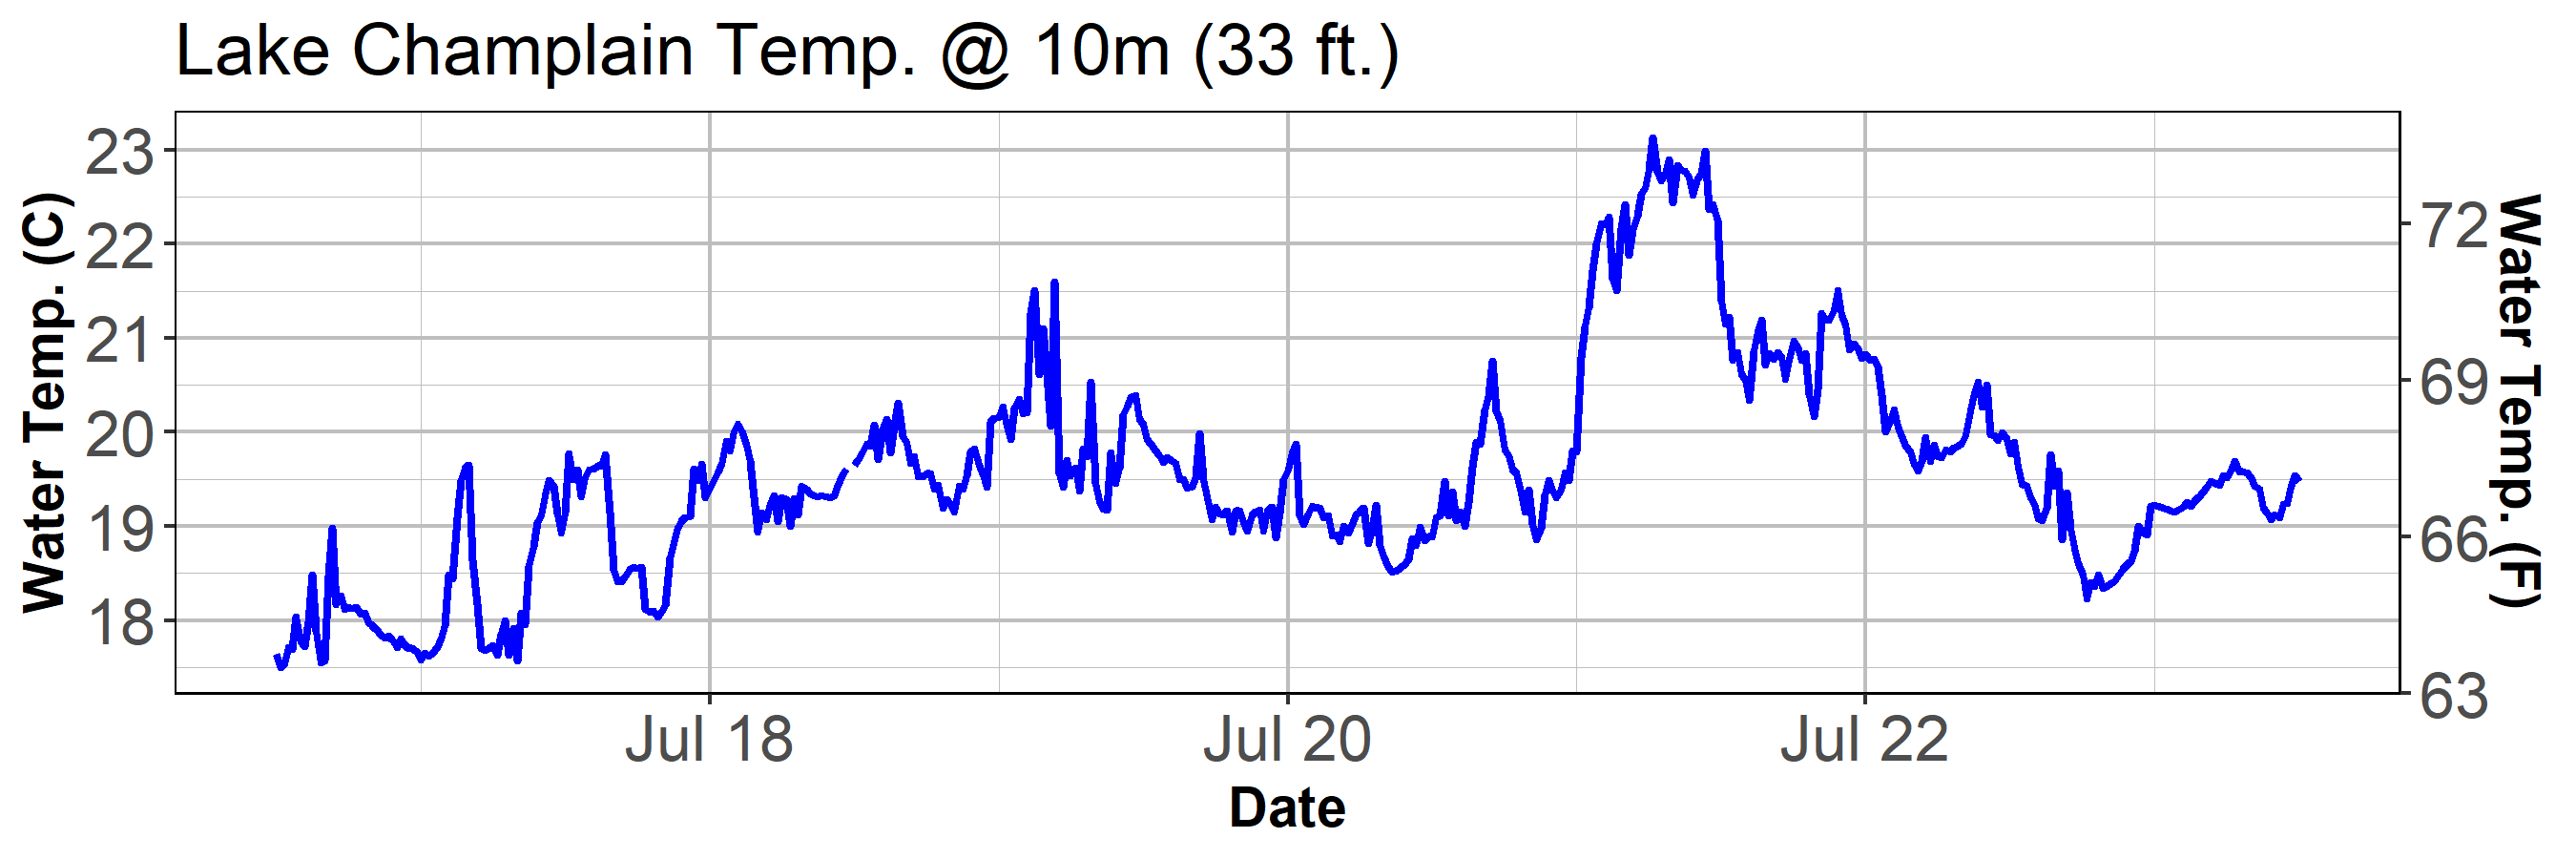 Lake Champlain Temp. @ 10m (33 ft.)
Water Temp. (C)
23
22
21
20
19
18
72
69
66
63
Water Temp. (F)
Jul 18
Jul 20
Jul 22
Date